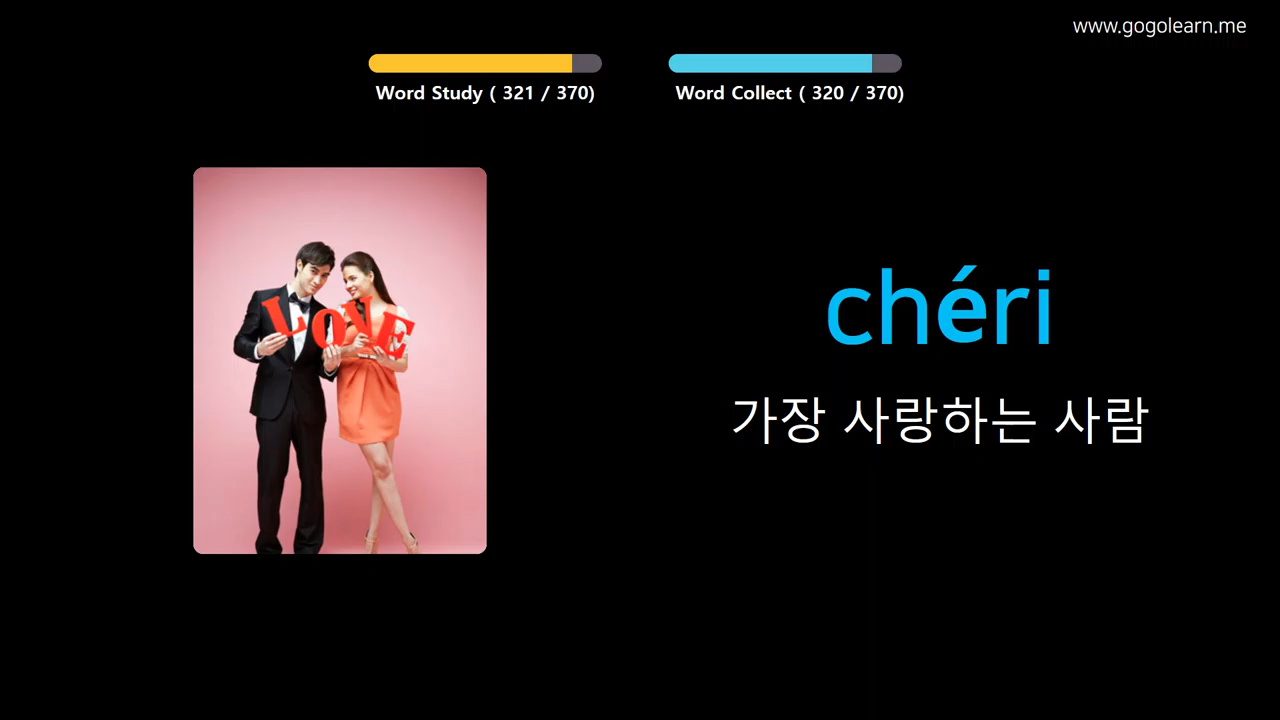 www.gogolearn.me
Word Study ( 321 / 370)
Word Collect ( 320 / 370)
LOVE
chéri
가장 사랑하는 사람